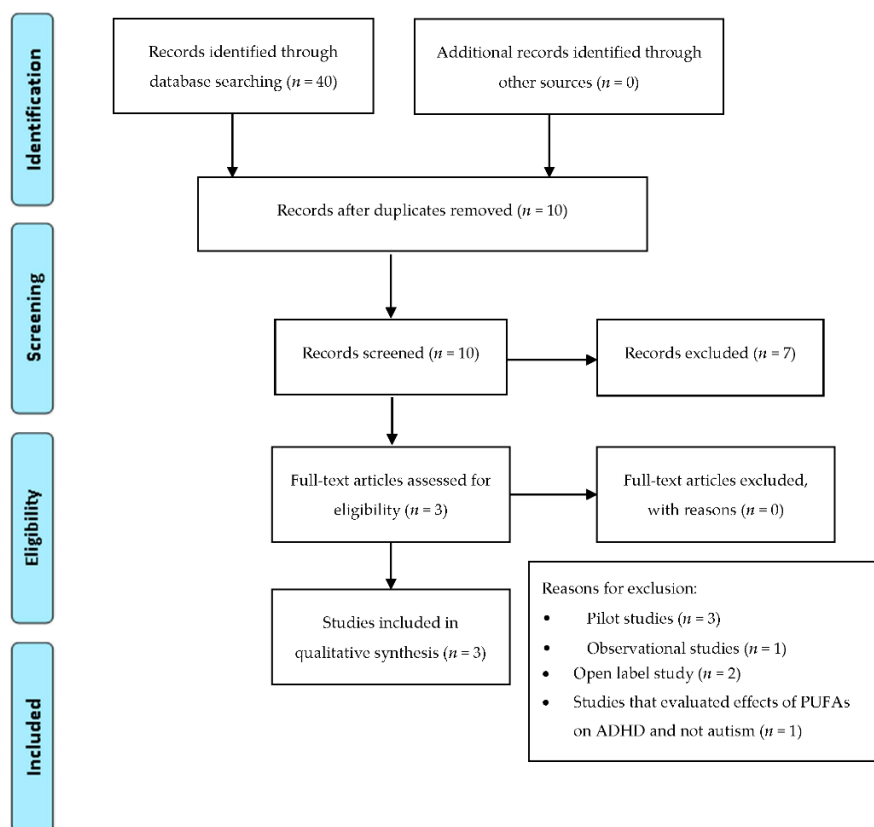 Identification
Records identified through
database searching (n = 40)
Additional records identified through
other sources (n = 0)
Records after duplicates removed (n = 10)
Screening
Records screened (n = 10)
Records excluded (n = 7)
Eligibility
Full-text articles assessed for
eligibility (n = 3)
Full-text articles excluded,
with reasons (n = 0)
Studies included in
qualitative synthesis (n = 3)
Reasons for exclusion:
• Pilot studies (n = 3)
• Observational studies (n = 1)
• Open label study (n = 2)
• Studies that evaluated effects of PUFAs
on ADHD and not autism (n = 1)
Included